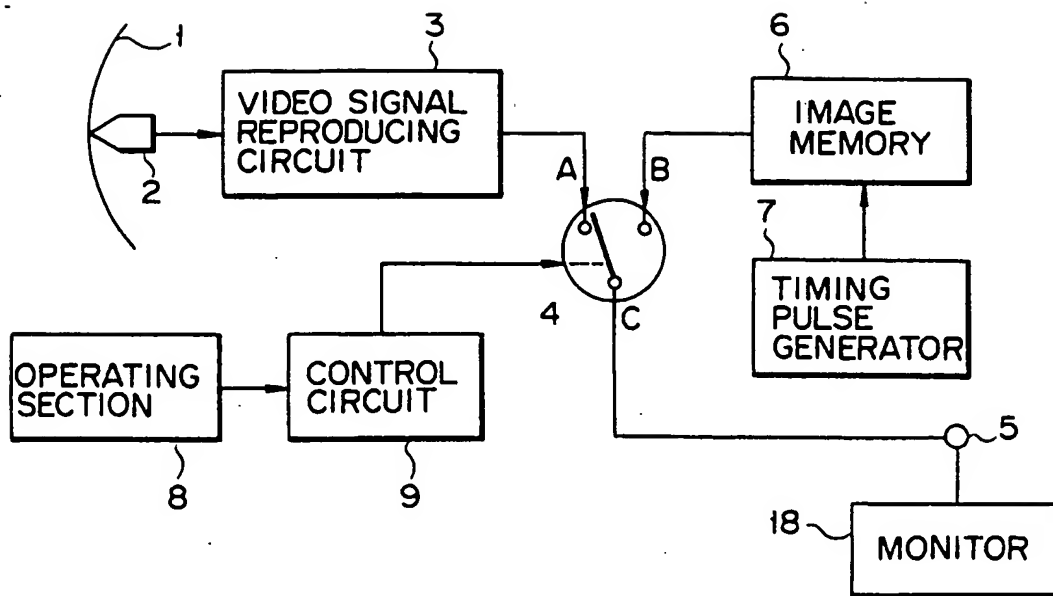 1
2
3
VIDEO SIGNAL
REPRODUCING
CIRCUIT
6
IMAGE
MEMORY
A
B
7
TIMING
PULSE
GENERATOR
4
C
OPERATING
SECTION
8
CONTROL
CIRCUIT
9
5
18
MONITOR